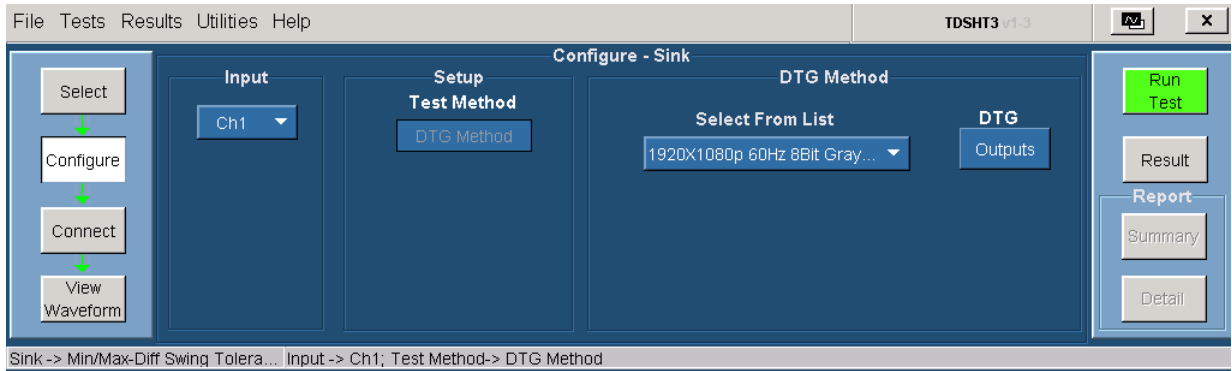 File Tests Results Utilities Help
TDSHT3 v1-3
x
Configure - Sink
Select
Configure
Connect
View
Waveform
Input
Ch1
Setup
Test Method
DTG Method
DTG Method
Select From List
1920X1080p 60Hz 8Bit Gray...
DTG
Outputs
Run
Test
Result
Report
Summary
Detail
Sink -> Min/Max-Diff Swing Tolera... Input -> Ch1; Test Method-> DTG Method